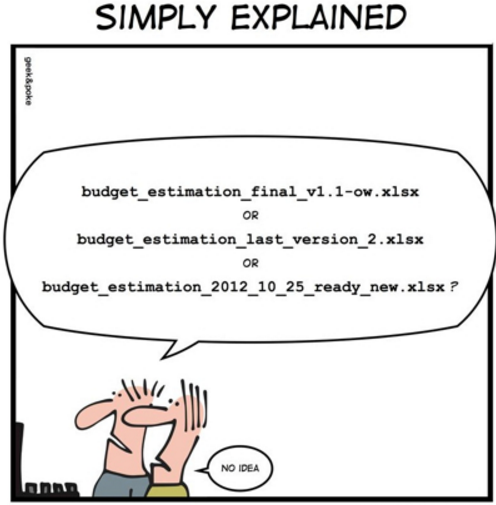 SIMPLY EXPLAINED
geek&poke
budget_estimation_final_v1.1-ow.xlsx
OR
budget_estimation_last_version_2.xlsx
OR
budget_estimation_2012_10_25_ready_new.xlsx ?
NO IDEA